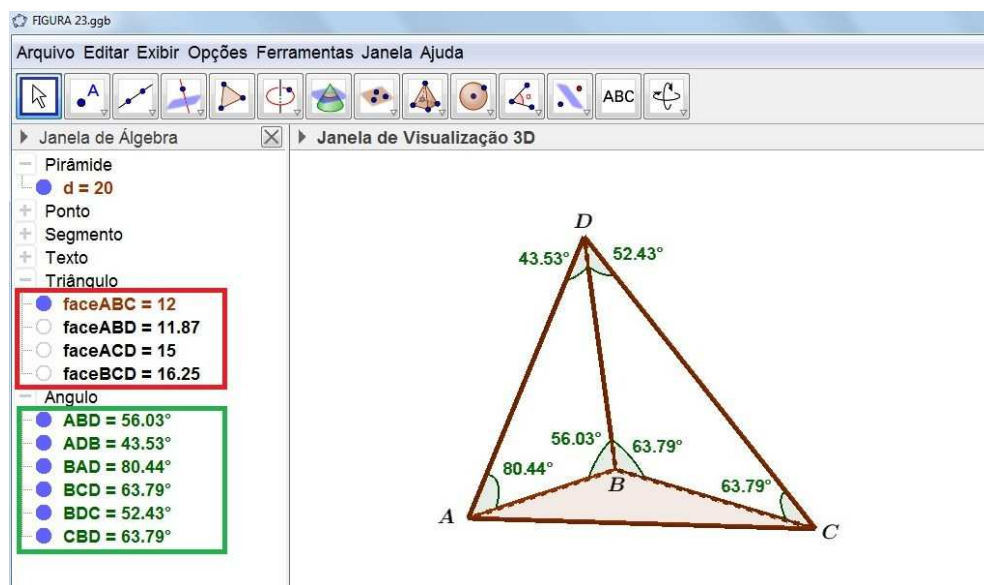 FIGURA 23.ggb
Arquivo Editar Exibir Opções Ferramentas Janela Ajuda
A
ABC
Janela de Álgebra
Janela de Visualização 3D
Pirâmide
d = 20
Ponto
Segmento
Texto
Triângulo
faceABC = 12
faceABD = 11.87
faceACD = 15
faceBCD = 16.25
Angulo
ABD = 56.03°
ADB = 43.53°
BAD = 80.44°
BCD = 63.79°
BDC = 52.43°
CBD = 63.79°
D
43.53° 52.43°
56.03° 63.79°
80.44° B 63.79°
A C